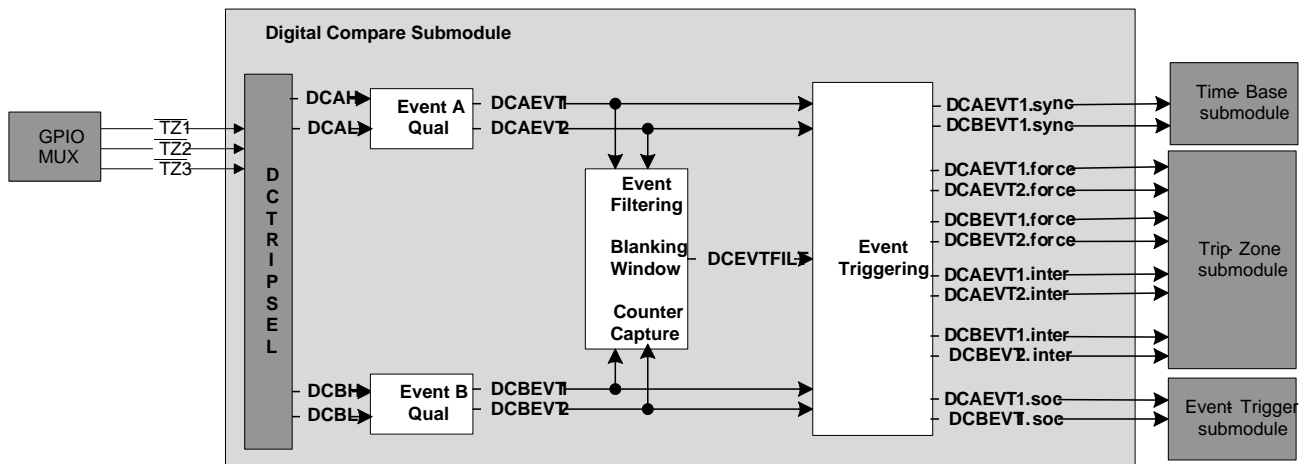 Digital Compare Submodule
GPIO
MUX
TZ1
TZ2
TZ3
D
C
T
R
I
P
S
E
L
DCAH
DCAL
Event A
Qual
DCAEVT1
DCAEVT2
Event
Filtering
Blanking
Window
Counter
Capture
DCEVTFILT
DCBH
DCBL
Event B
Qual
DCBEVT1
DCBEVT2
Event
Triggering
DCAEVT1.sync
DCBEVT1.sync
DCAEVT1.force
DCAEVT2.force
DCBEVT1.force
DCBEVT2.force
DCAEVT1.inter
DCAEVT2.inter
DCBEVT1.inter
DCBEVT2.inter
DCAEVT1.soc
DCBEVT1.soc
Time-Base
submodule
Trip-Zone
submodule
Event-Trigger
submodule